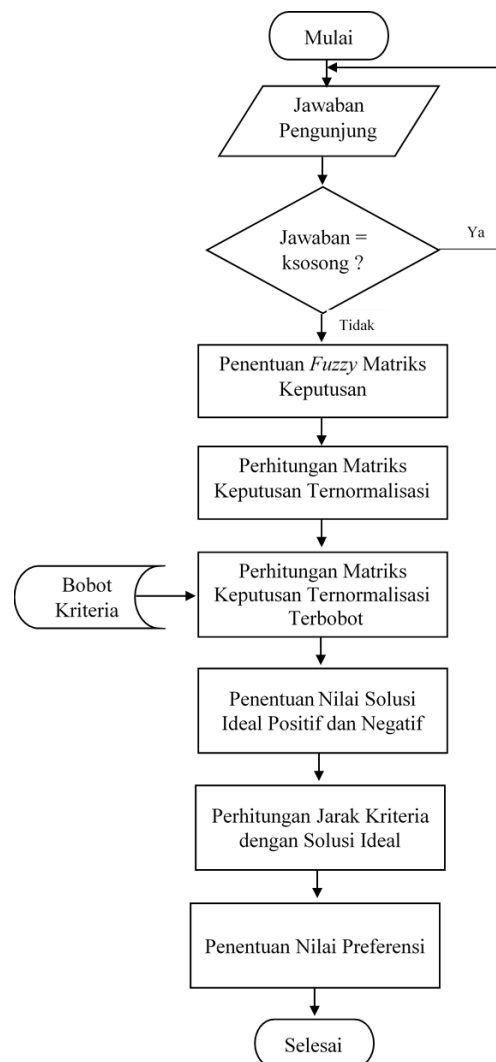 Mulai
Jawaban
Pengunjung
Jawaban =
ksosong ?
Ya
Tidak
Penentuan Fuzzy Matriks
Keputusan
Perhitungan Matriks
Keputusan Ternormalisasi
Bobot
Kriteria
Perhitungan Matriks
Keputusan Ternormalisasi
Terbobot
Penentuan Nilai Solusi
Ideal Positif dan Negatif
Perhitungan Jarak Kriteria
dengan Solusi Ideal
Penentuan Nilai Preferensi
Selesai